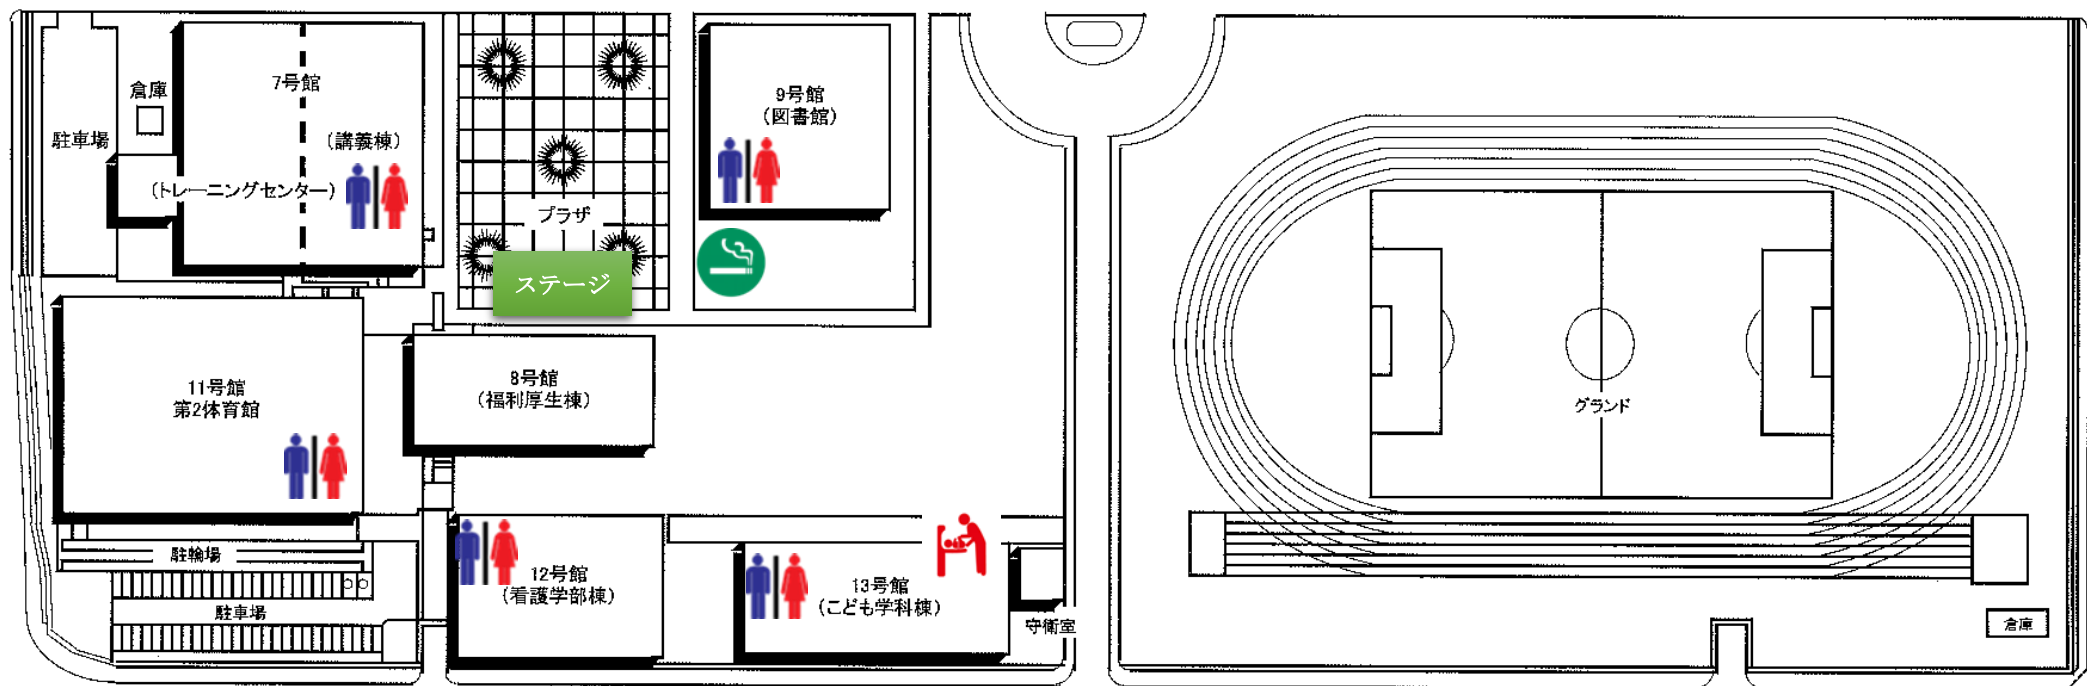 7号館
(講義棟)
(トレーニングセンター)
倉庫
駐車場
プラザ
ステージ
9号館
(図書館)
11号館
第2体育館
8号館
(福利厚生棟)
駐輪場
駐車場
12号館
(看護学部棟)
13号館
(こども学科棟)
守衛室
グランド
倉庫